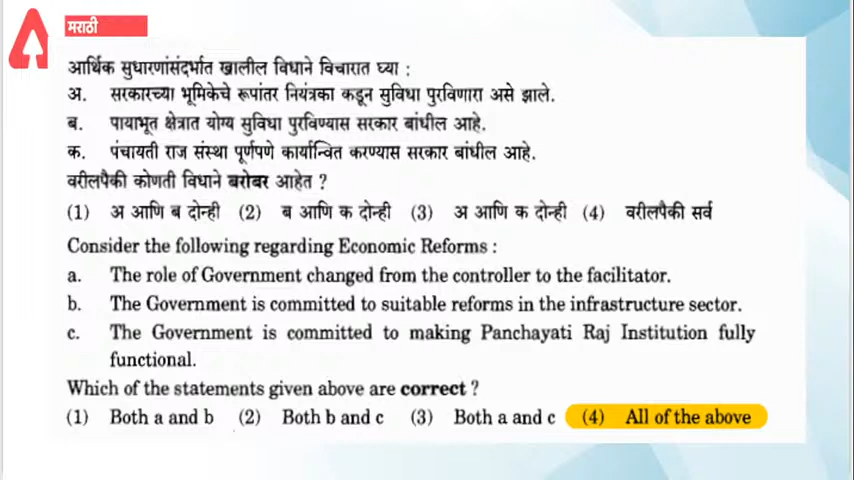 मराठी
आर्थिक सुधारणांसंदर्भात खालील विधाने विचारात घ्या :
अ. सरकारच्या भूमिकेचे रूपांतर नियंत्रका कडून सुविधा पुरविणारा असे झाले.
ब. पायाभूत क्षेत्रात योग्य सुविधा पुरविण्यास सरकार बांधील आहे.
क. पंचायती राज संस्था पूर्णपणे कार्यान्वित करण्यास सरकार बांधील आहे.
वरीलपैकी कोणती विधाने बरोबर आहेत ?
(1) अ आणि ब दोन्ही (2) ब आणि क दोन्ही (3) अ आणि क दोन्ही (4) वरीलपैकी सर्व
Consider the following regarding Economic Reforms :
a. The role of Government changed from the controller to the facilitator.
b. The Government is committed to suitable reforms in the infrastructure sector.
c. The Government is committed to making Panchayati Raj Institution fully
functional.
Which of the statements given above are correct ?
(1) Both a and b (2) Both b and c (3) Both a and c (4) All of the above